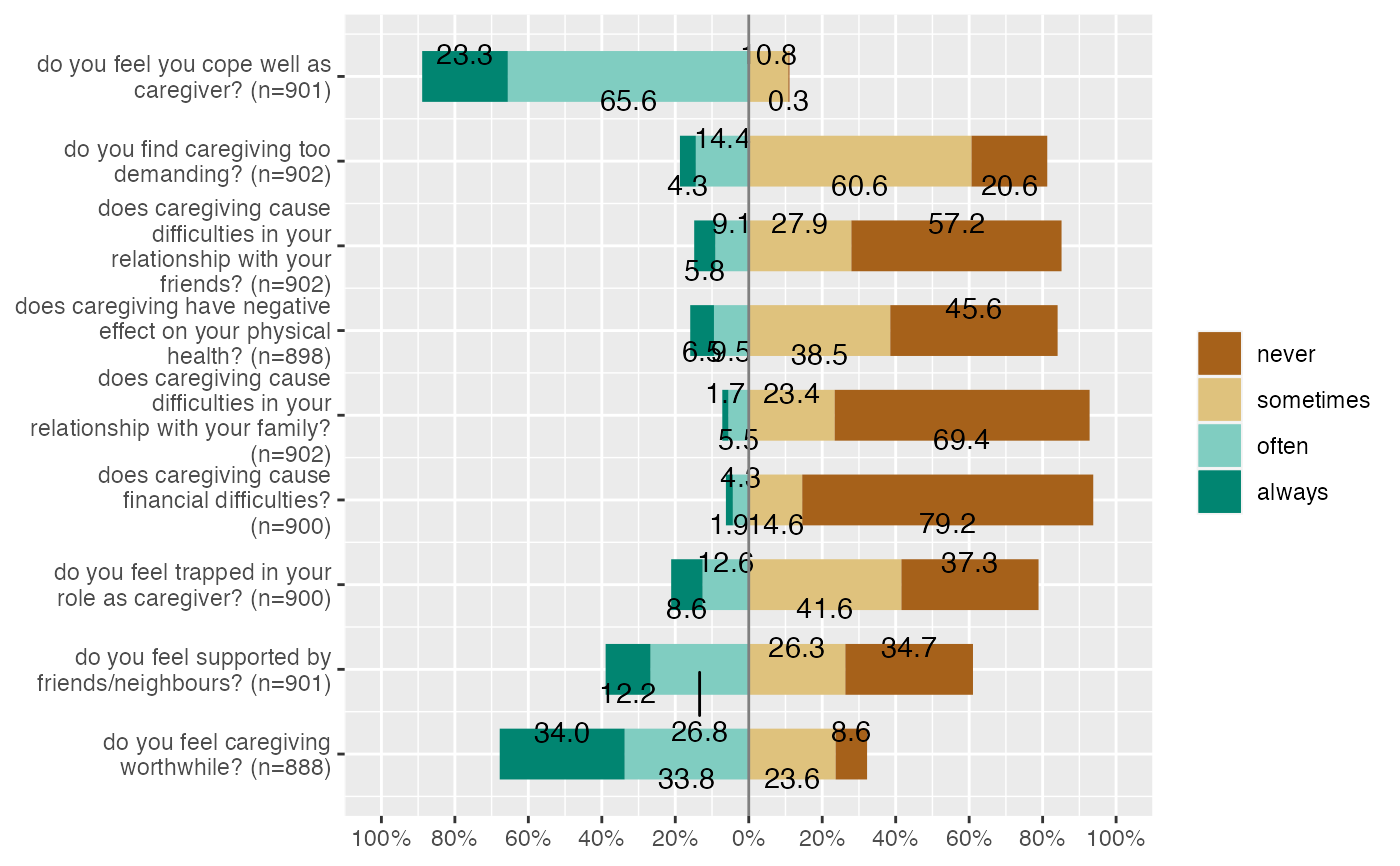 do you feel you cope well as
caregiver? (n=901)
23.3
10.8
65.6
0.3
do you find caregiving too
demanding? (n=902)
14.4
4.3
60.6
20.6
does caregiving cause
difficulties in your
relationship with your
friends? (n=902)
9.1
27.9
57.2
5.8
does caregiving have negative
effect on your physical
health? (n=898)
45.6
6.5
9.5
38.5
does caregiving cause
difficulties in your
relationship with your family?
(n=902)
1.7
23.4
5.5
69.4
does caregiving cause
financial difficulties?
(n=900)
4.3
1.9
14.6
79.2
do you feel trapped in your
role as caregiver? (n=900)
12.6
37.3
8.6
41.6
do you feel supported by
friends/neighbours? (n=901)
26.3
34.7
12.2
26.8
do you feel caregiving
worthwhile? (n=888)
34.0
8.6
33.8
23.6
100% 80% 60% 40% 20% 0% 20% 40% 60% 80% 100%
never
sometimes
often
always